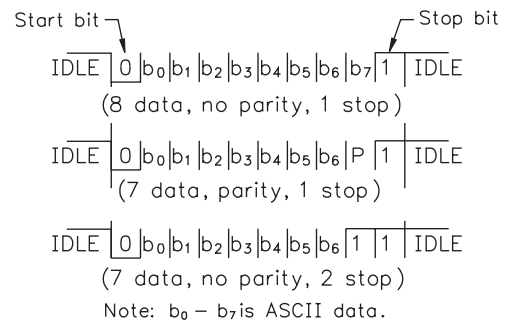 Start bit Stop bit
IDLE 0 b₀ b₁ b₂ b₃ b₄ b₅ b₆ b₇ 1 IDLE
(8 data, no parity, 1 stop)
IDLE 0 b₀ b₁ b₂ b₃ b₄ b₅ b₆ P 1 IDLE
(7 data, parity, 1 stop)
IDLE 0 b₀ b₁ b₂ b₃ b₄ b₅ b₆ 1 1 IDLE
(7 data, no parity, 2 stop)
Note: b₀ – b₇ is ASCII data.